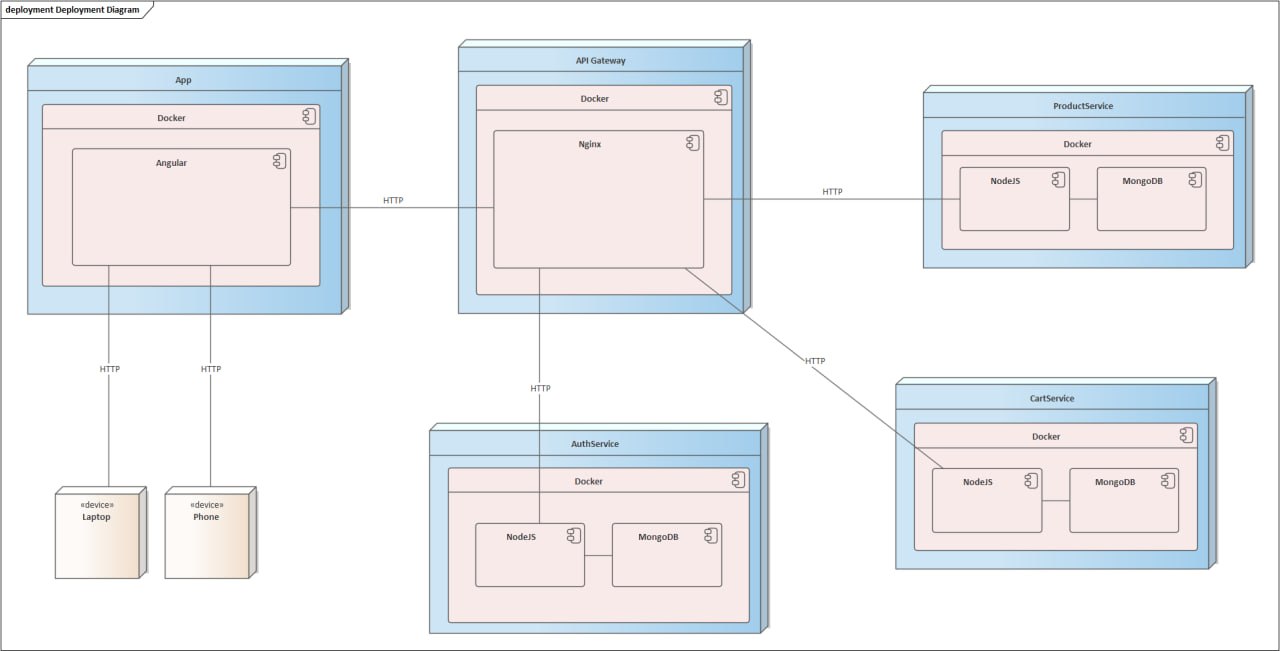 deployment Deployment Diagram
App
Docker
Angular
HTTP
API Gateway
Docker
Nginx
HTTP
ProductService
Docker
NodeJS
MongoDB
HTTP
HTTP
HTTP
HTTP
«device»
Laptop
«device»
Phone
AuthService
Docker
NodeJS
MongoDB
CartService
Docker
NodeJS
MongoDB